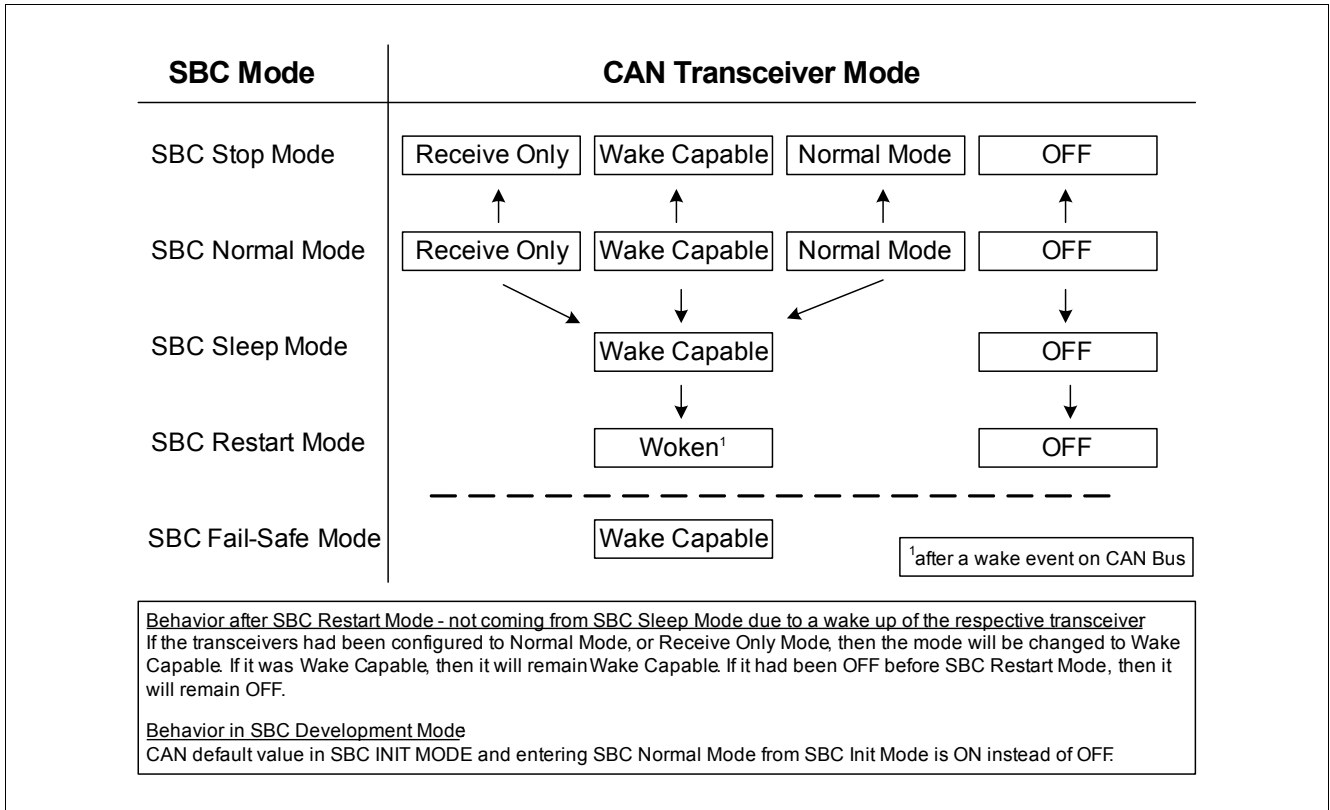 SBC Mode CAN Transceiver Mode
SBC Stop Mode Receive Only Wake Capable Normal Mode OFF
SBC Normal Mode Receive Only Wake Capable Normal Mode OFF
SBC Sleep Mode Wake Capable OFF
SBC Restart Mode Woken¹ OFF
SBC Fail-Safe Mode Wake Capable
¹after a wake event on CAN Bus
Behavior after SBC Restart Mode - not coming from SBC Sleep Mode due to a wake up of the respective transceiver
If the transceivers had been configured to Normal Mode, or Receive Only Mode, then the mode will be changed to Wake
Capable. If it was Wake Capable, then it will remain Wake Capable. If it had been OFF before SBC Restart Mode, then it
will remain OFF.
Behavior in SBC Development Mode
CAN default value in SBC INIT MODE and entering SBC Normal Mode from SBC Init Mode is ON instead of OFF.